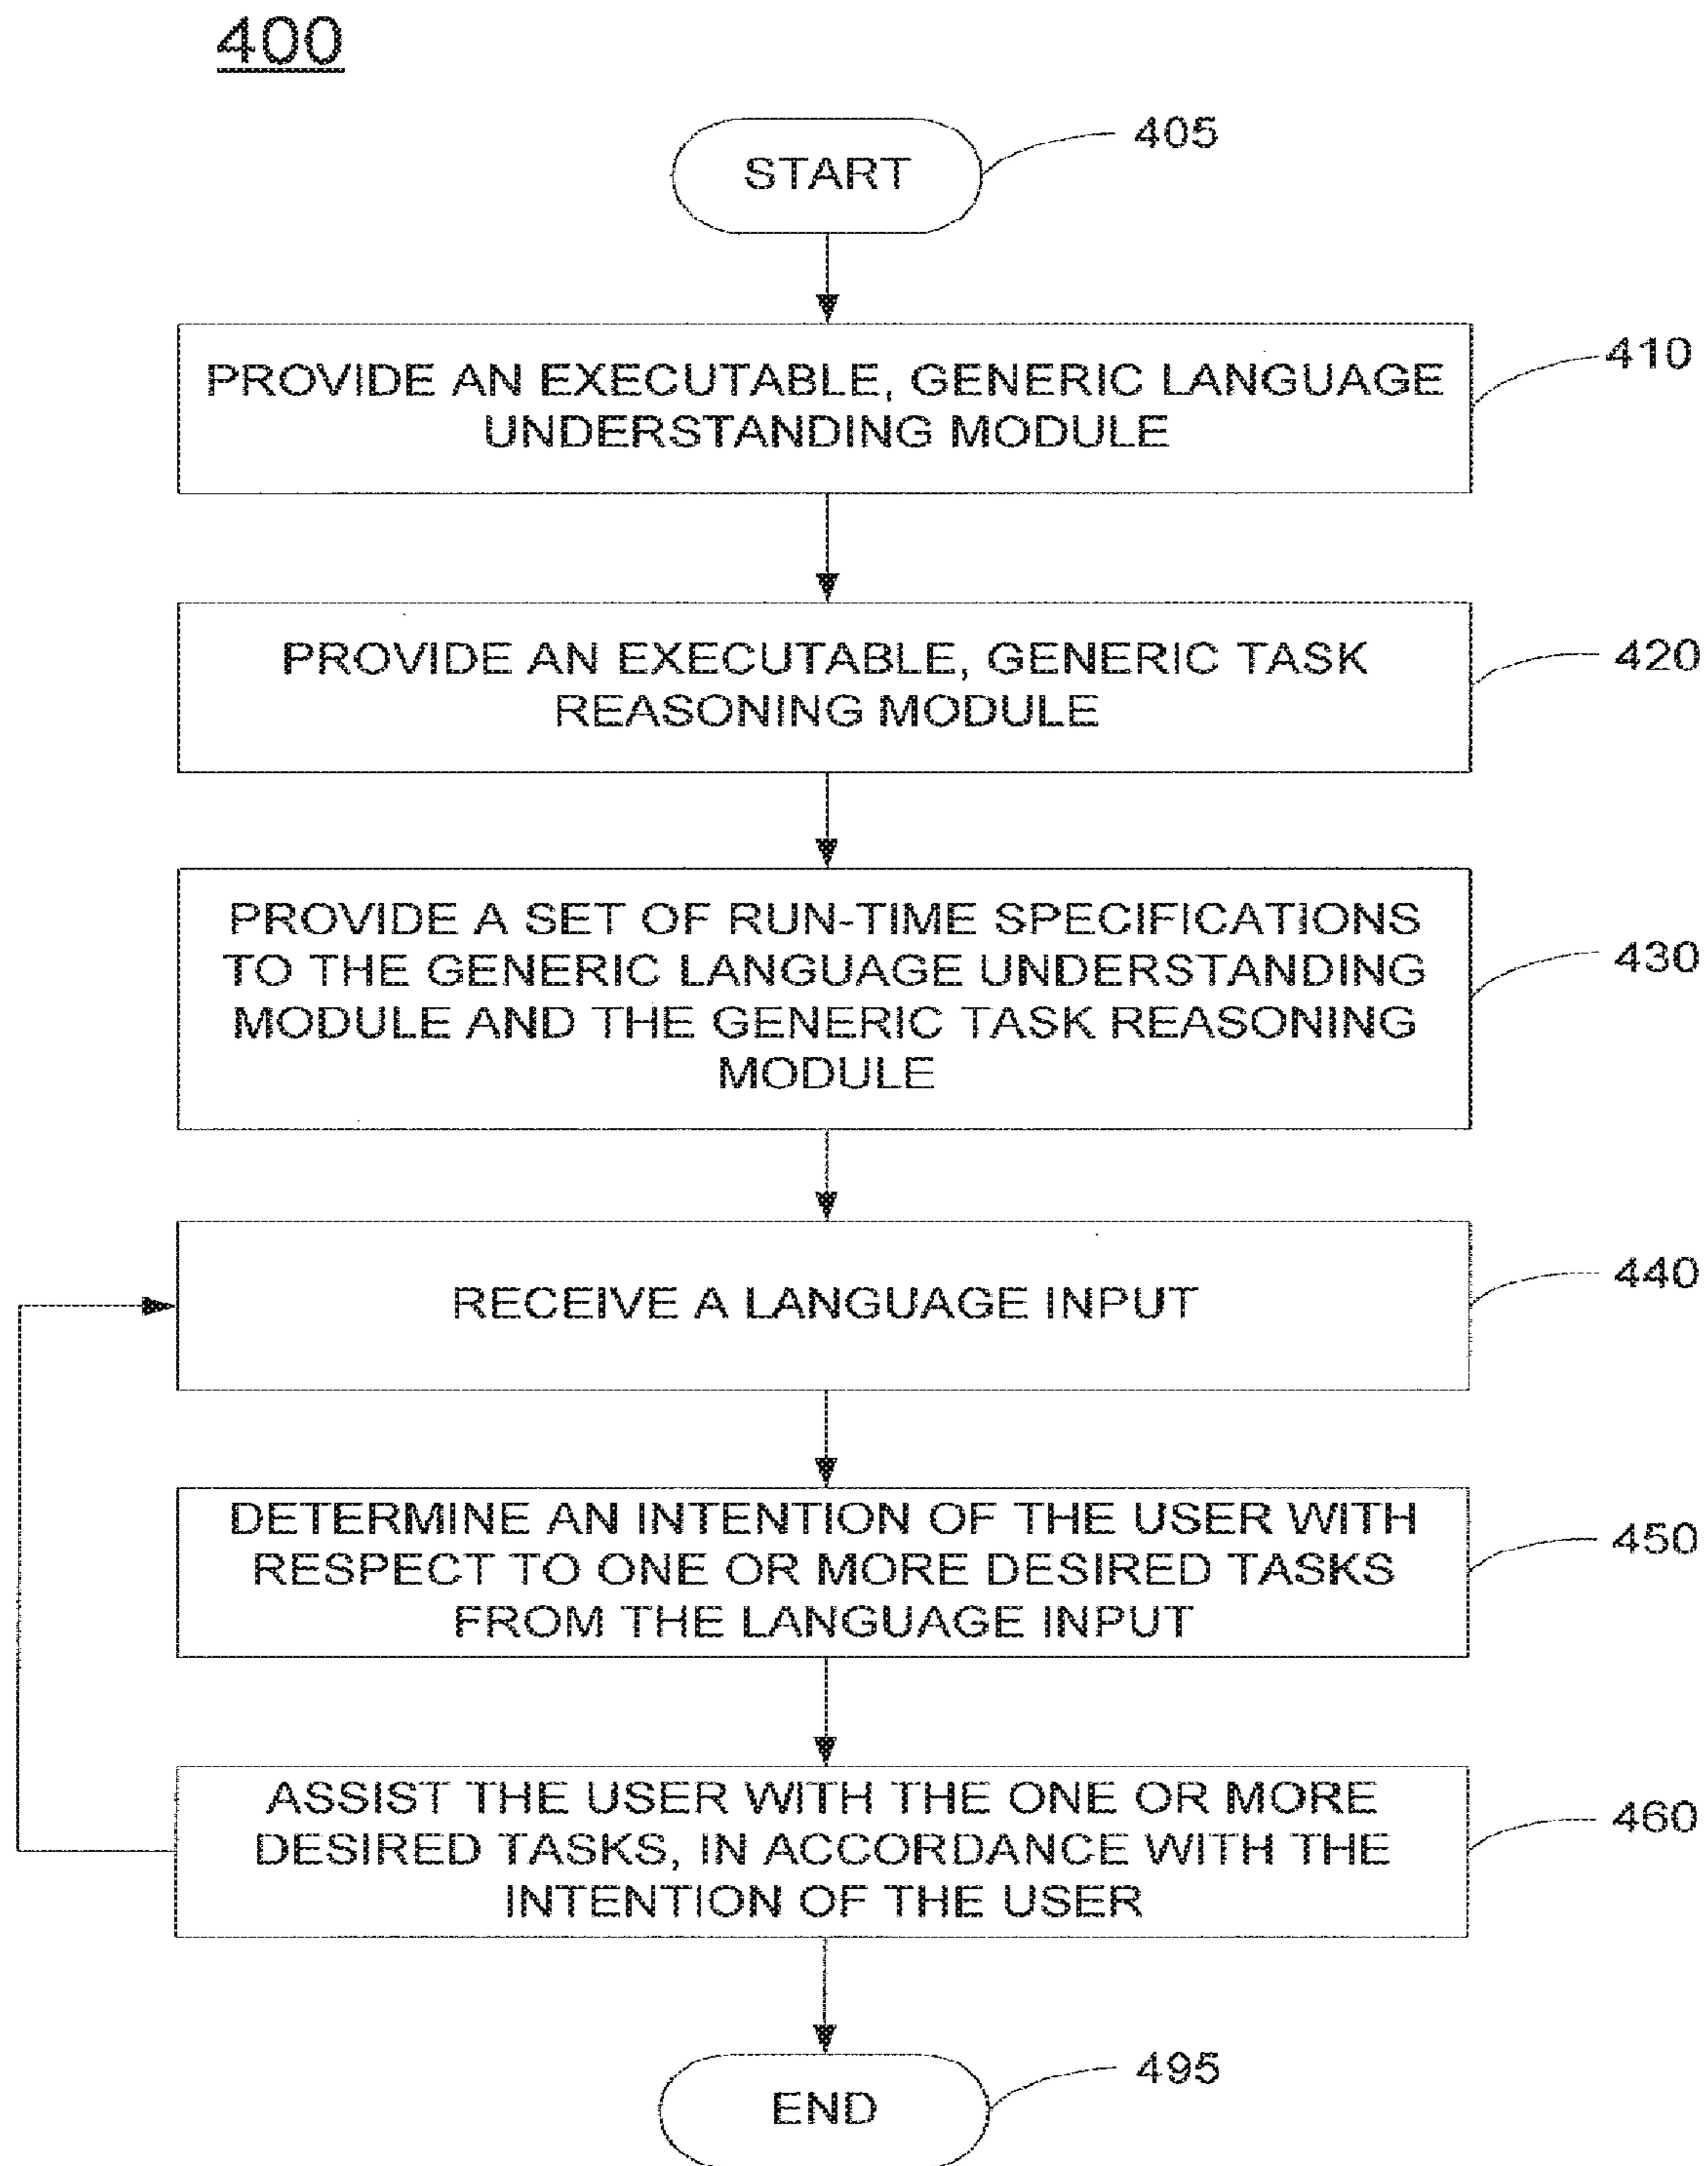 400
START
405
PROVIDE AN EXECUTABLE, GENERIC LANGUAGE
UNDERSTANDING MODULE
410
PROVIDE AN EXECUTABLE, GENERIC TASK
REASONING MODULE
420
PROVIDE A SET OF RUN-TIME SPECIFICATIONS
TO THE GENERIC LANGUAGE UNDERSTANDING
MODULE AND THE GENERIC TASK REASONING
MODULE
430
RECEIVE A LANGUAGE INPUT
440
DETERMINE AN INTENTION OF THE USER WITH
RESPECT TO ONE OR MORE DESIRED TASKS
FROM THE LANGUAGE INPUT
450
ASSIST THE USER WITH THE ONE OR MORE
DESIRED TASKS, IN ACCORDANCE WITH THE
INTENTION OF THE USER
460
END
495